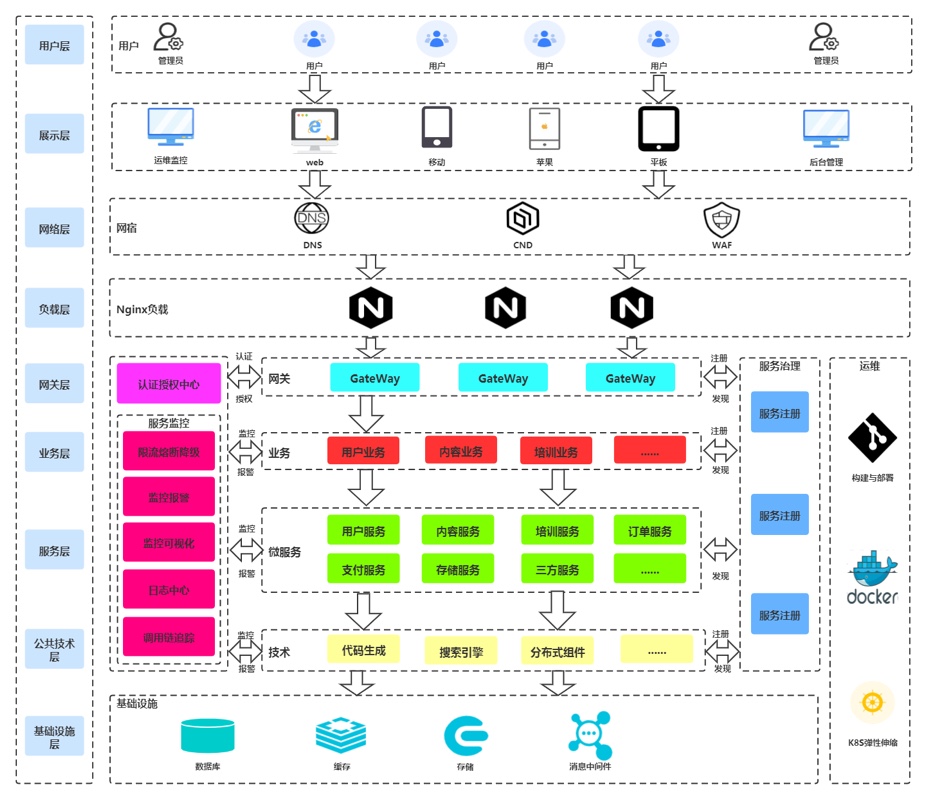 用户层
用户
管理员
用户
用户
用户
用户
管理员
展示层
运维监控
web
移动
苹果
平板
后台管理
网络层
网宿
DNS
DNS
CND
WAF
负载层
Nginx负载
N
N
N
网关层
认证授权中心
认证
授权
网关
GateWay
GateWay
GateWay
注册
发现
服务治理
服务注册
服务注册
服务注册
运维
构建与部署
docker
K8S弹性伸缩
服务监控
限流熔断降级
监控报警
监控可视化
日志中心
调用链追踪
业务层
监控
报警
业务
用户业务
内容业务
培训业务
......
注册
发现
服务层
监控
报警
微服务
用户服务
内容服务
培训服务
订单服务
支付服务
存储服务
三方服务
......
发现
公共技术
层
监控
报警
技术
代码生成
搜索引擎
分布式组件
......
注册
发现
基础设施
层
基础设施
数据库
缓存
存储
消息中间件